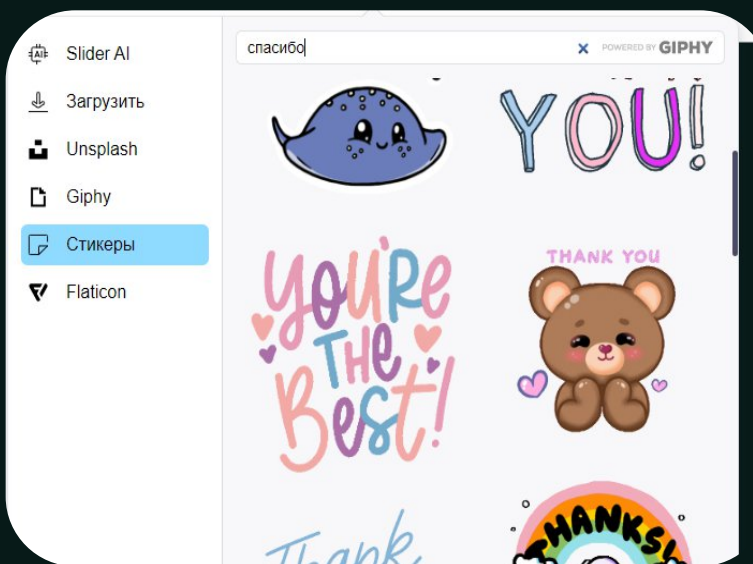 Slider AI
Загрузить
Unsplash
Giphy
Стикеры
Flaticon
спасибо
x POWERED BY GIPHY
YOU!
YOU'RE
THE
BEST!
THANK YOU
Thank
THANKS!